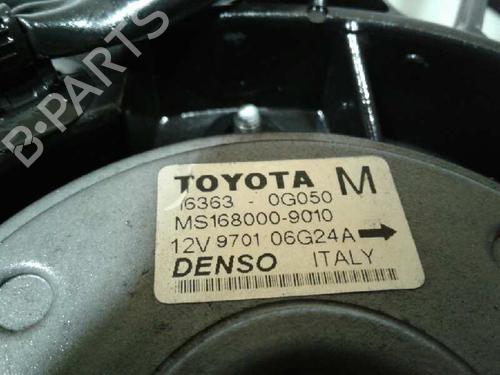 B·PARTS
TOYOTA M
16363 - 0G050
MS168000-9010
12V 9701 06G24A
DENSO ITALY